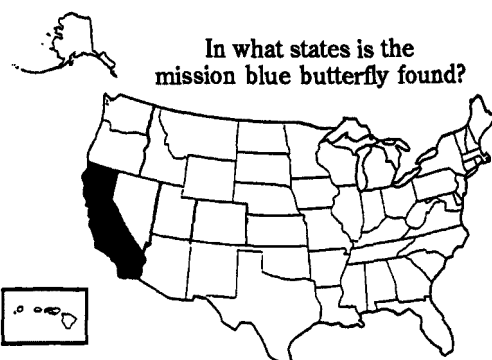 In what states is the
mission blue butterfly found?